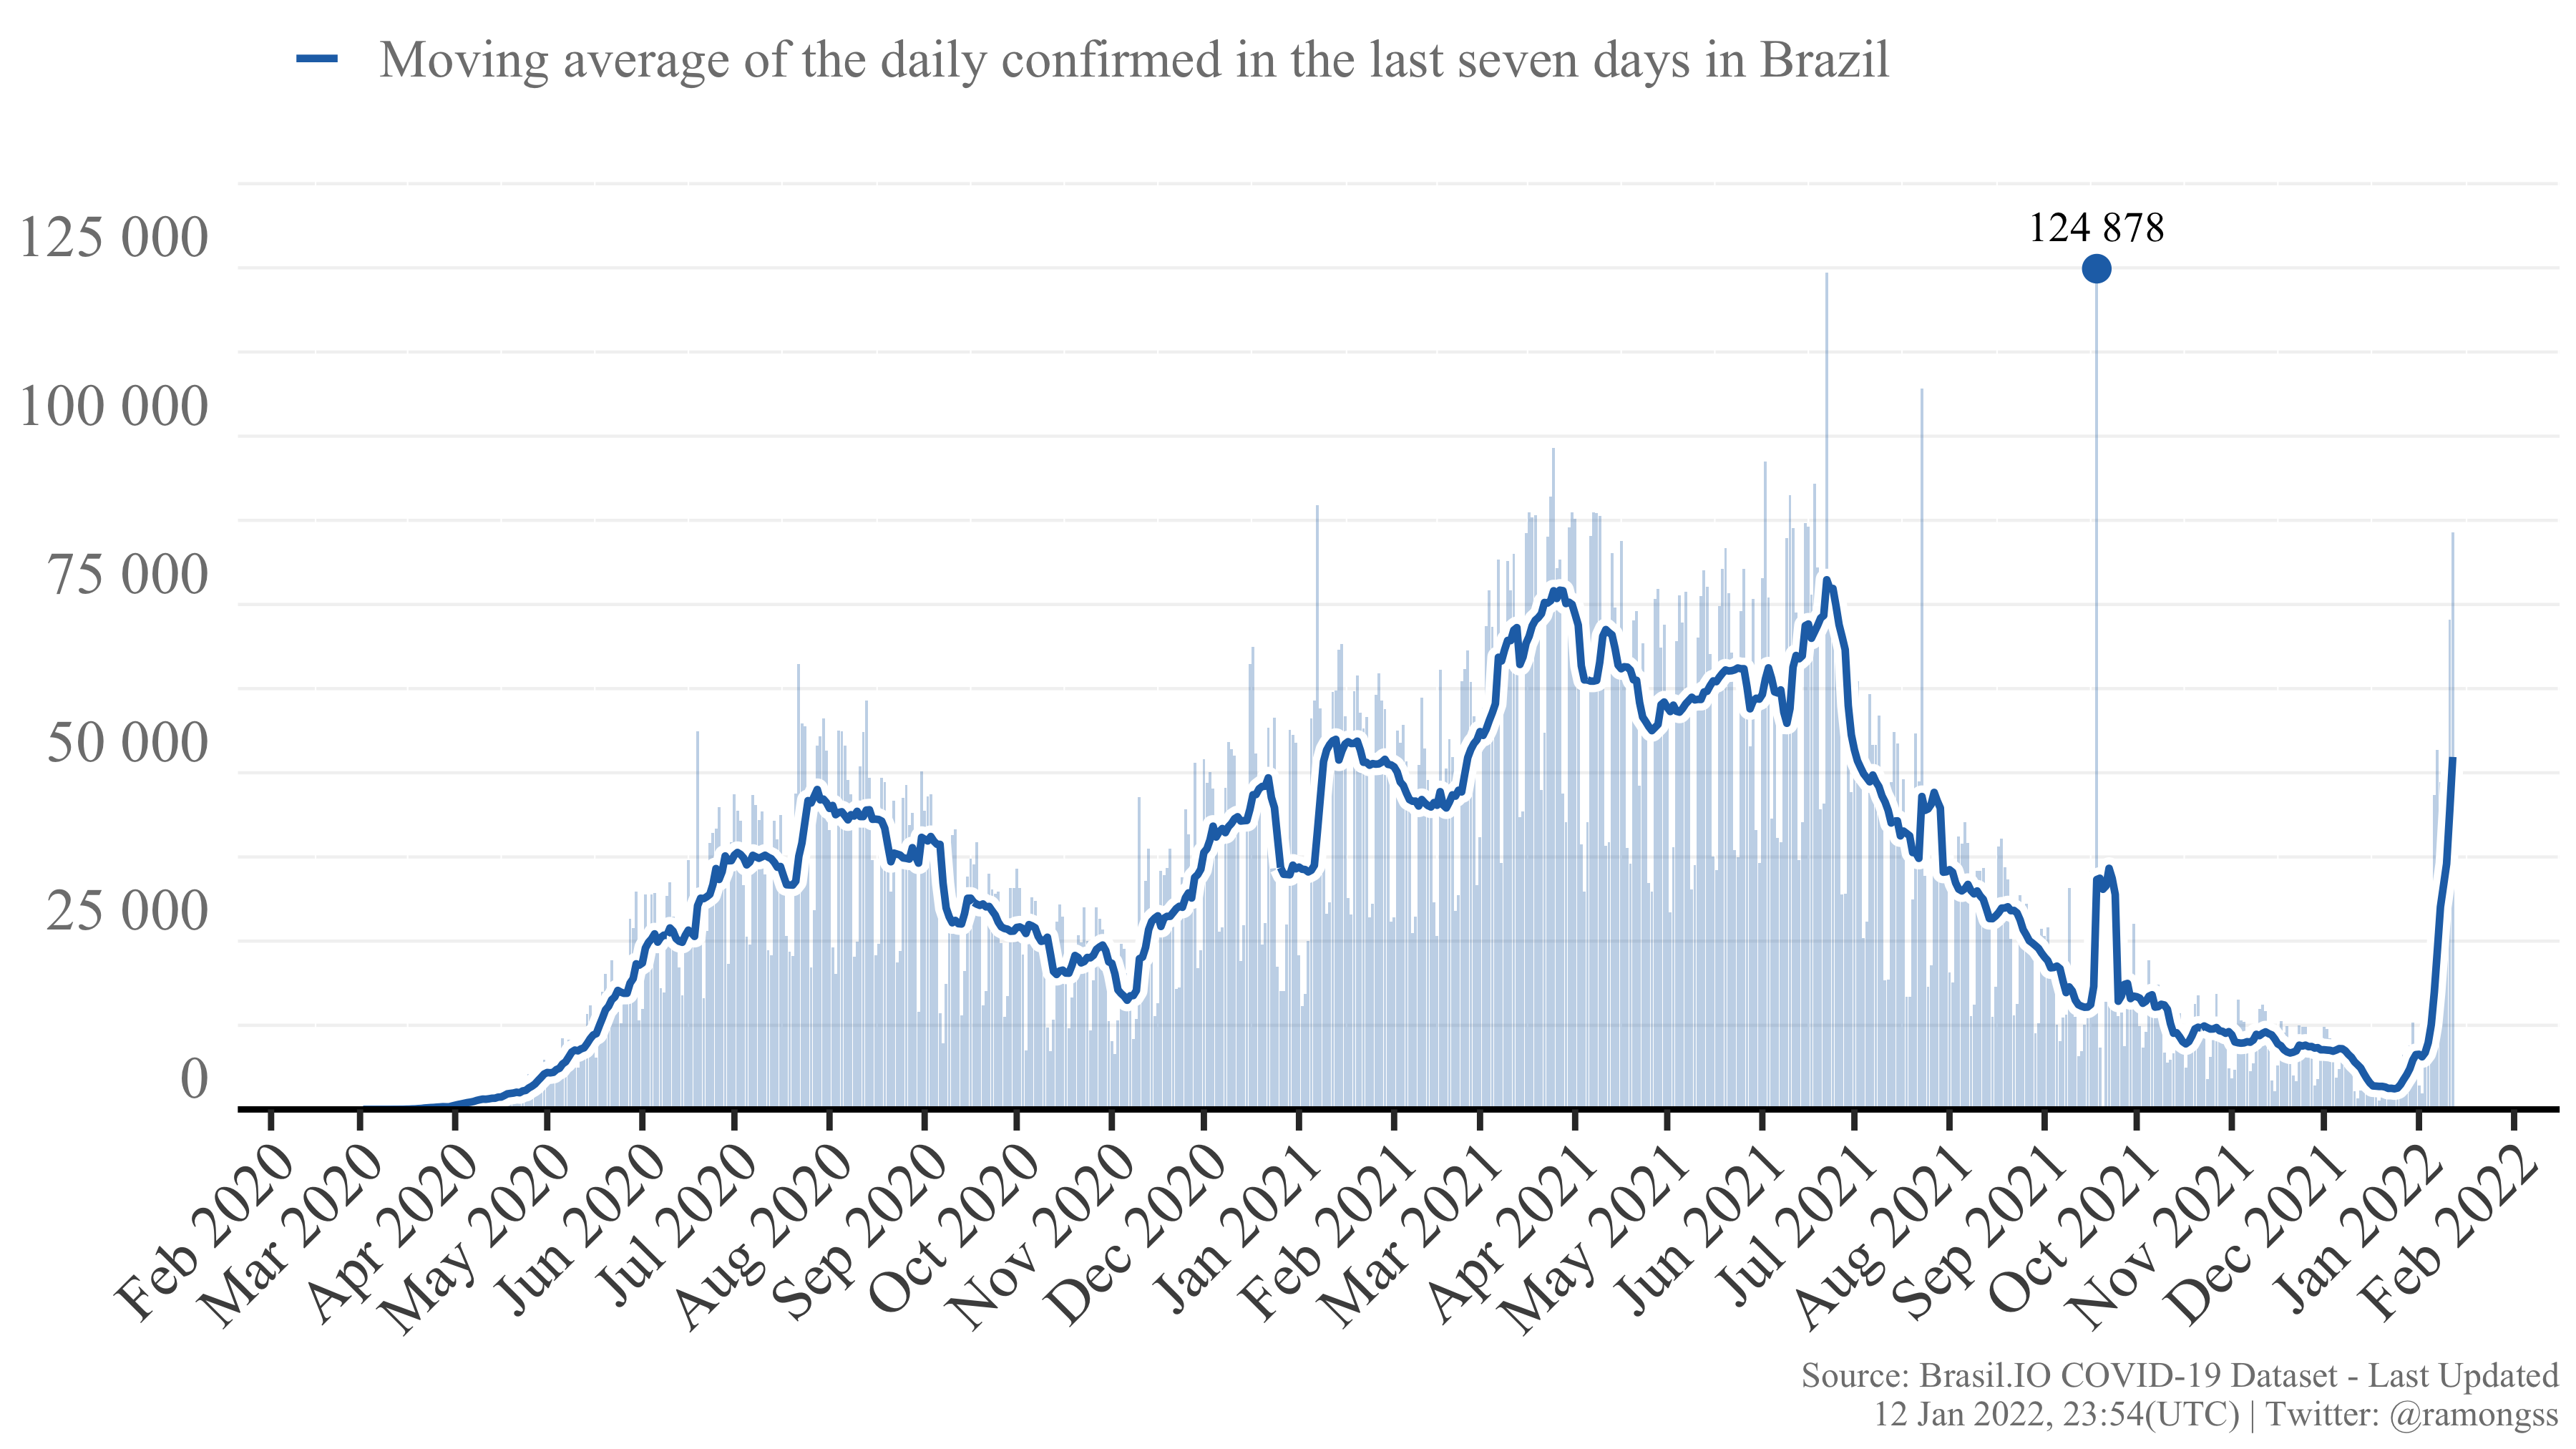 Moving average of the daily confirmed in the last seven days in Brazil
125 000
124 878
100 000
75 000
50 000
25 000
0
Feb 2020
Mar 2020
Apr 2020
May 2020
Jun 2020
Jul 2020
Aug 2020
Sep 2020
Oct 2020
Nov 2020
Dec 2020
Jan 2021
Feb 2021
Mar 2021
Apr 2021
May 2021
Jun 2021
Jul 2021
Aug 2021
Sep 2021
Oct 2021
Nov 2021
Dec 2021
Jan 2022
Feb 2022
Source: Brasil.IO COVID-19 Dataset - Last Updated
12 Jan 2022, 23:54(UTC) | Twitter: @ramongss